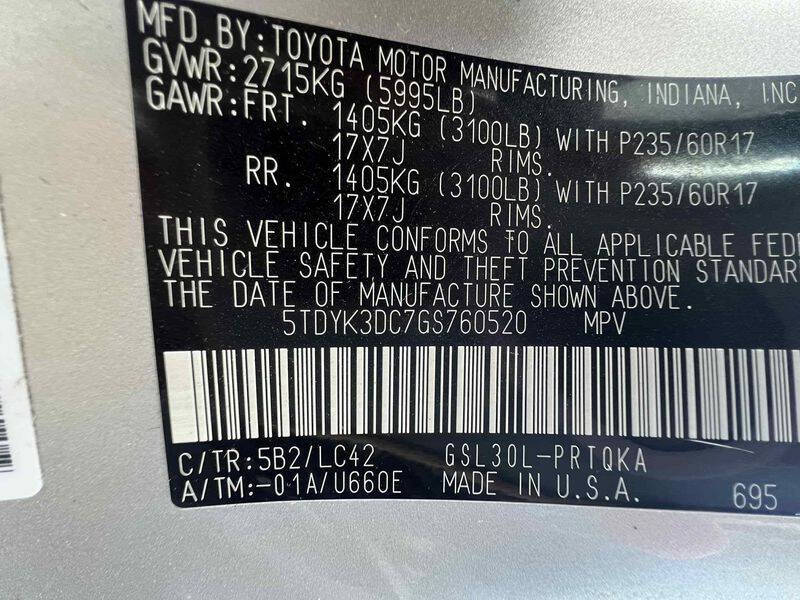 MFD.BY:TOYOTA MOTOR MANUFACTURING, INDIANA, INC
GVWR:2715KG (5995LB)
GAWR:FRT. 1405KG (3100LB) WITH P235/60R17
17X7J RIMS.
RR. 1405KG (3100LB) WITH P235/60R17
17X7J RIMS.
THIS VEHICLE CONFORMS TO ALL APPLICABLE FEDE
VEHICLE SAFETY AND THEFT PREVENTION STANDAR
THE DATE OF MANUFACTURE SHOWN ABOVE.
5TDYK3DC7GS760520 MPV
C/TR:5B2/LC42 GSL30L-PRTQKA
A/TM:-01A/U660E MADE IN U.S.A. 695